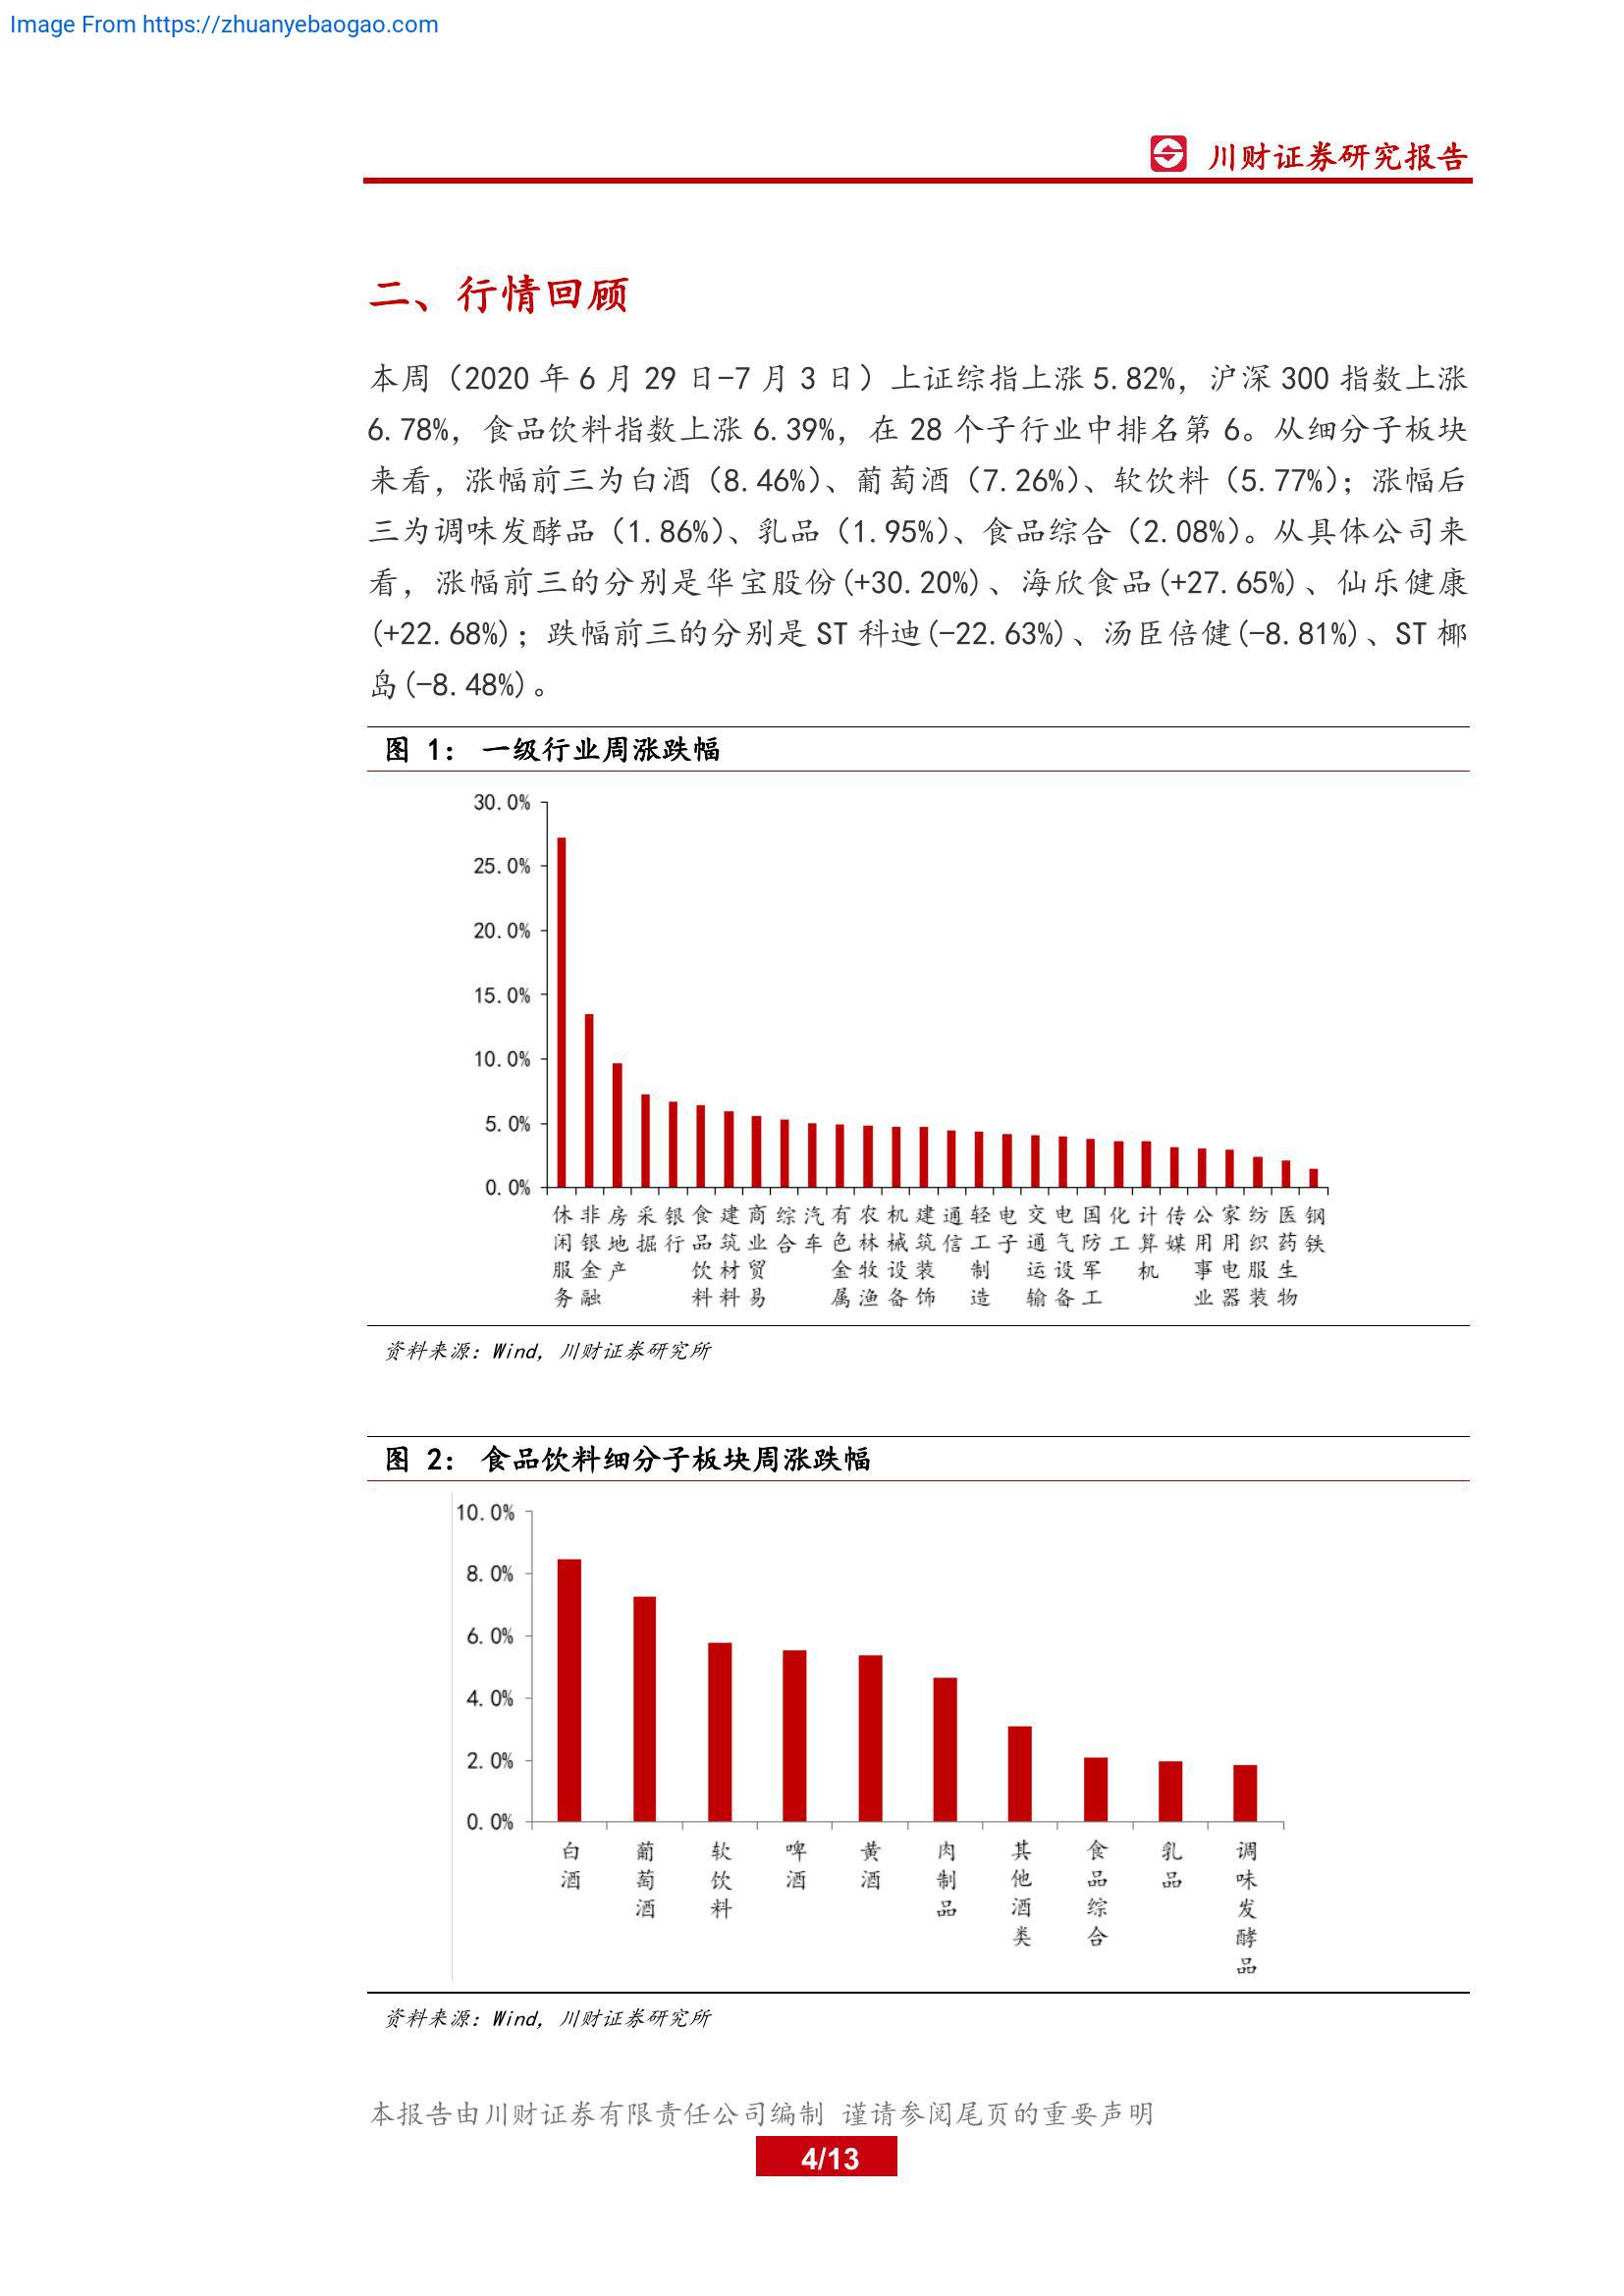 Image From https://zhuanyebaogao.com
川财证券研究报告
二、行情回顾
本周（2020 年 6 月 29 日-7 月 3 日）上证综指上涨 5.82%，沪深 300 指数上涨
6.78%，食品饮料指数上涨 6.39%，在 28 个子行业中排名第 6。从细分子板块
来看，涨幅前三为白酒（8.46%）、葡萄酒（7.26%）、软饮料（5.77%）；涨幅后
三为调味发酵品（1.86%）、乳品（1.95%）、食品综合（2.08%）。从具体公司来
看，涨幅前三的分别是华宝股份(+30.20%)、海欣食品(+27.65%)、仙乐健康
(+22.68%)；跌幅前三的分别是 ST 科迪(-22.63%)、汤臣倍健(-8.81%)、ST 椰
岛(-8.48%)。
图 1： 一级行业周涨跌幅
30.0%
25.0%
20.0%
15.0%
10.0%
5.0%
0.0%
休闲服务
非银金融
房地产
采掘
银行
食品饮料
建筑材料
商业贸易
综合
汽车
有色金属
农林牧渔
机械设备
建筑装饰
通信
轻工制造
电子
交通运输
电气设备
国防军工
化工
计算机
传媒
公用事业
家用电器
纺织服装
医药生物
钢铁
资料来源：Wind，川财证券研究所
图 2： 食品饮料细分子板块周涨跌幅
10.0%
8.0%
6.0%
4.0%
2.0%
0.0%
白酒
葡萄酒
软饮料
啤酒
黄酒
肉制品
其他酒类
食品综合
乳品
调味发酵品
资料来源：Wind，川财证券研究所
本报告由川财证券有限责任公司编制 谨请参阅尾页的重要声明
4/13